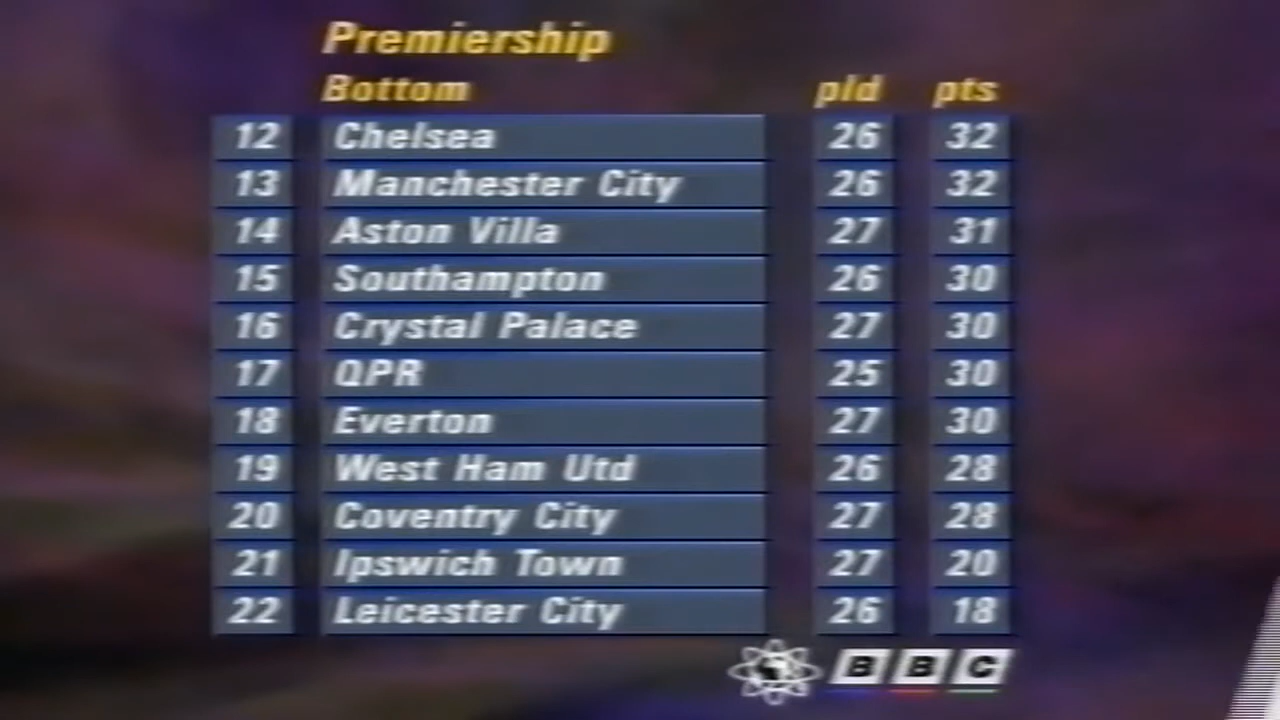 Premiership
Bottom pld pts
12 Chelsea 26 32
13 Manchester City 26 32
14 Aston Villa 27 31
15 Southampton 26 30
16 Crystal Palace 27 30
17 QPR 25 30
18 Everton 27 30
19 West Ham Utd 26 28
20 Coventry City 27 28
21 Ipswich Town 27 20
22 Leicester City 26 18
BBC